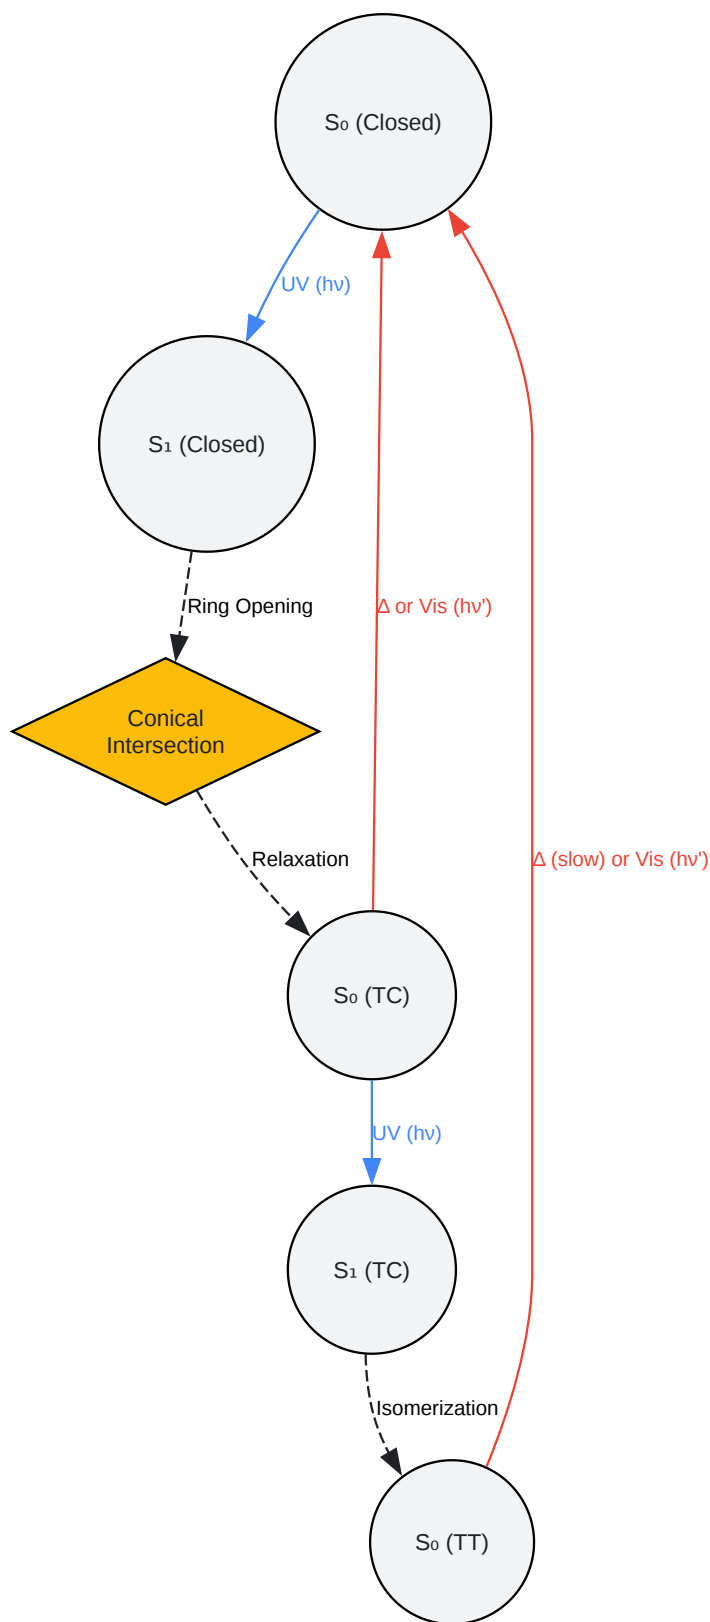 S₀ (Closed)
UV (hν)
S₁ (Closed)
Ring Opening
Δ or Vis (hν')
Conical
Intersection
Relaxation
Δ (slow) or Vis (hν')
S₀ (TC)
UV (hν)
S₁ (TC)
Isomerization
S₀ (TT)